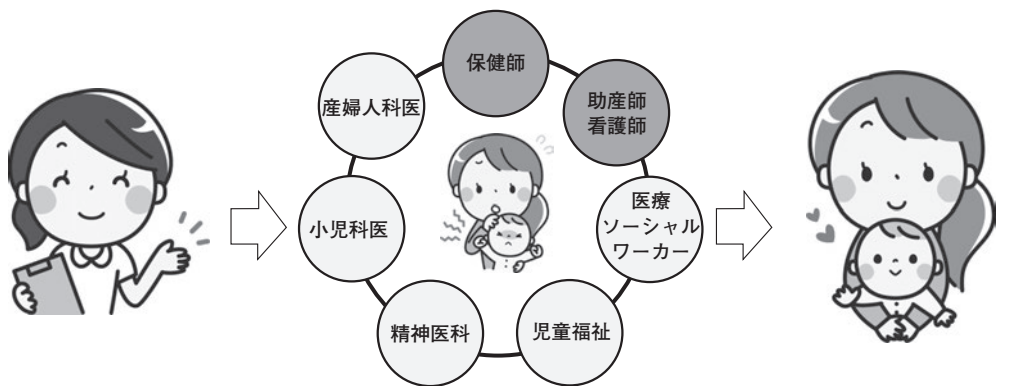 保健師
助産師
看護師
医療
ソーシャル
ワーカー
児童福祉
精神医科
小児科医
産婦人科医